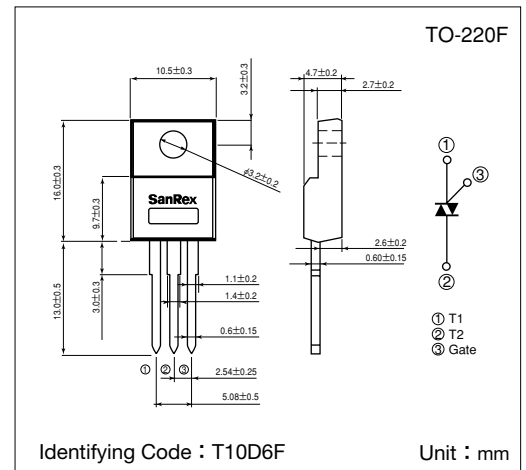 TO-220F
10.5±0.3
3.2±0.3
4.7±0.2
2.7±0.2
16.0±0.3
9.7±0.3
φ3.2±0.2
SanRex
13.0±0.5
3.0±0.3
1.1±0.2
1.4±0.2
0.6±0.15
2.54±0.25
5.08±0.5
① ② ③
2.6±0.2
0.60±0.15
①
③
②
① T1
② T2
③ Gate
Identifying Code：T10D6F
Unit：mm